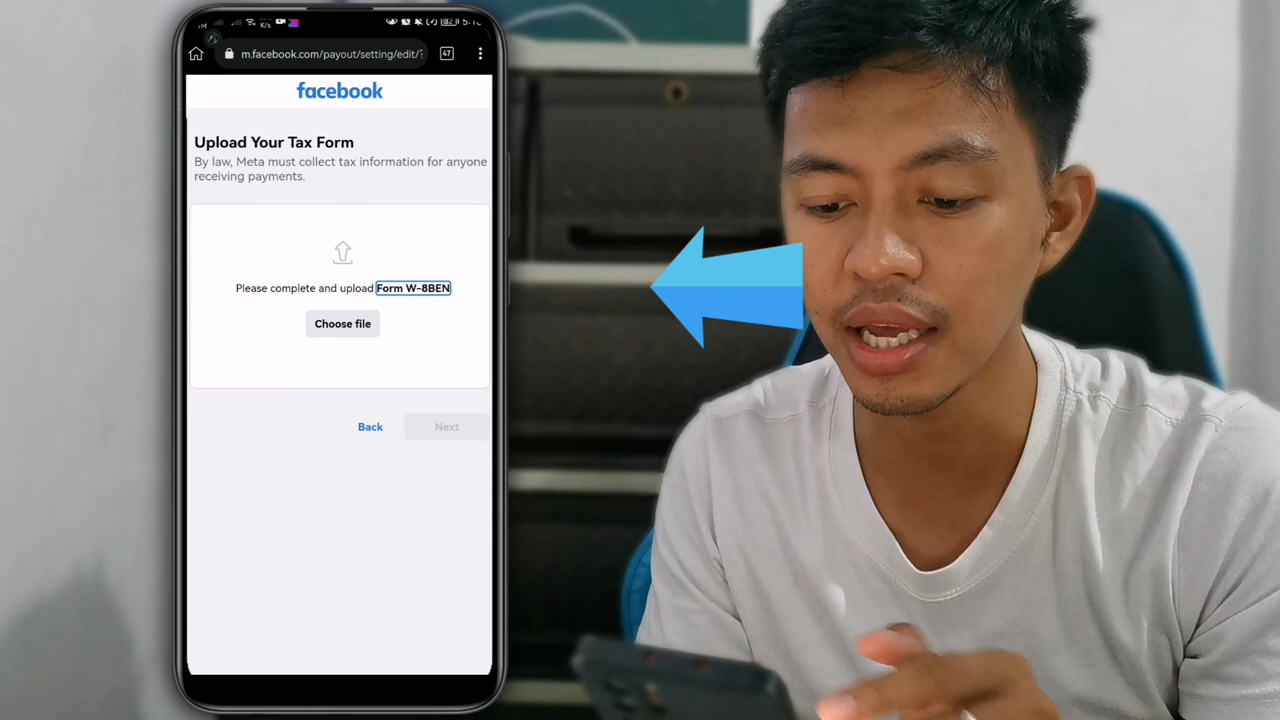 K/s
m.facebook.com/payout/setting/edit/?
47
facebook
Upload Your Tax Form
By law, Meta must collect tax information for anyone
receiving payments.
Please complete and upload Form W-8BEN
Choose file
Back
Next